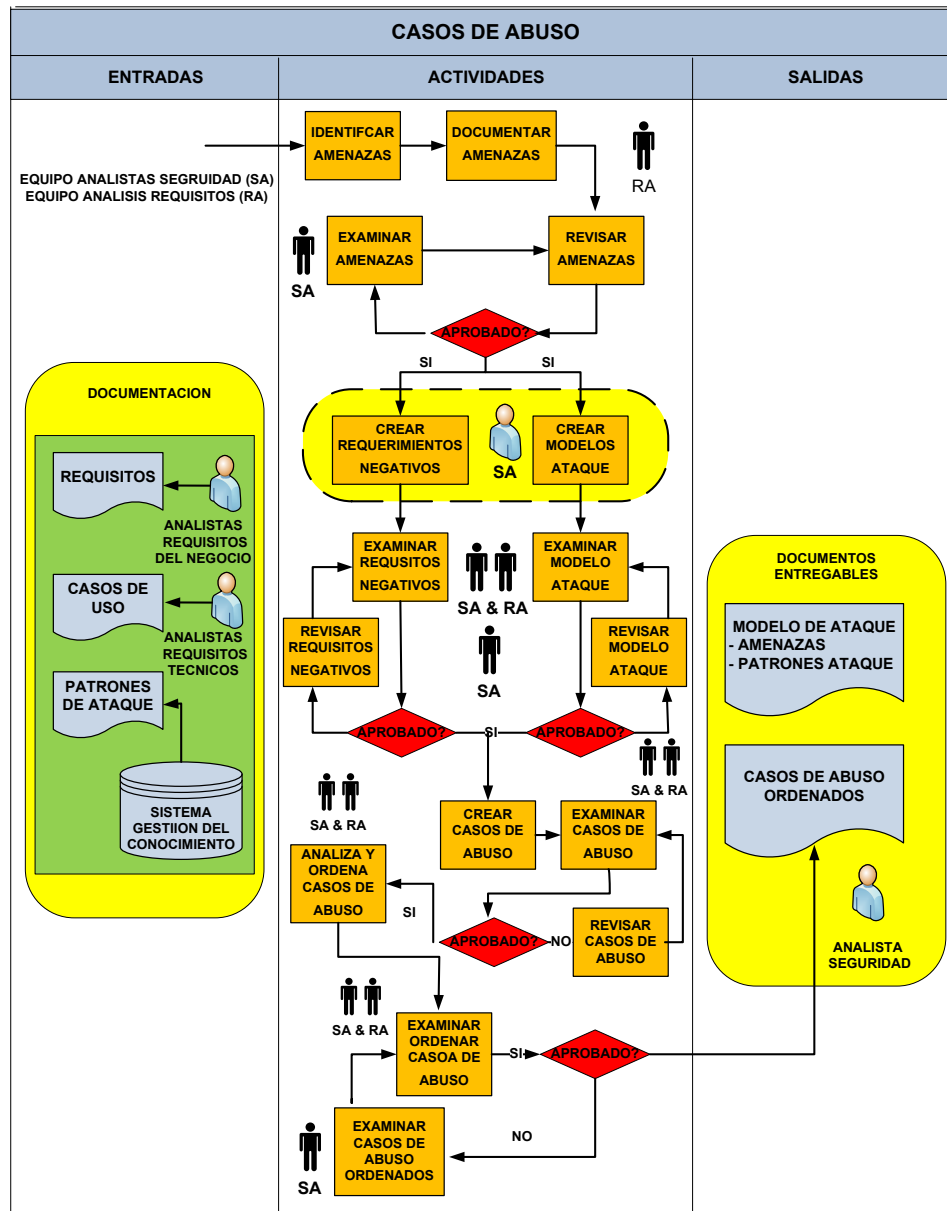 CASOS DE ABUSO
ENTRADAS
ACTIVIDADES
SALIDAS
EQUIPO ANALISTAS SEGRUIDAD (SA)
EQUIPO ANALISIS REQUISITOS (RA)
IDENTIFCAR
AMENAZAS
DOCUMENTAR
AMENAZAS
RA
EXAMINAR
AMENAZAS
REVISAR
AMENAZAS
SA
APROBADO?
SI
SI
CREAR
REQUERIMIENTOS
NEGATIVOS
SA
CREAR
MODELOS
ATAQUE
EXAMINAR
REQUSITOS
NEGATIVOS
EXAMINAR
MODELO
ATAQUE
SA & RA
REVISAR
REQUISITOS
NEGATIVOS
SA
REVISAR
MODELO
ATAQUE
APROBADO?
SI
APROBADO?
SA & RA
SA & RA
CREAR
CASOS DE
ABUSO
EXAMINAR
CASOS DE
ABUSO
ANALIZA Y
ORDENA
CASOS DE
ABUSO
SI
APROBADO?
NO
REVISAR
CASOS DE
ABUSO
SA & RA
EXAMINAR
ORDENAR
CASOA DE
ABUSO
SI
APROBADO?
NO
EXAMINAR
CASOS DE
ABUSO
ORDENADOS
SA
DOCUMENTACION
REQUISITOS
ANALISTAS
REQUISITOS
DEL NEGOCIO
CASOS DE
USO
ANALISTAS
REQUISITOS
TECNICOS
PATRONES
DE ATAQUE
SISTEMA
GESTIION DEL
CONOCIMIENTO
DOCUMENTOS
ENTREGABLES
MODELO DE ATAQUE
- AMENAZAS
- PATRONES ATAQUE
CASOS DE ABUSO
ORDENADOS
ANALISTA
SEGURIDAD